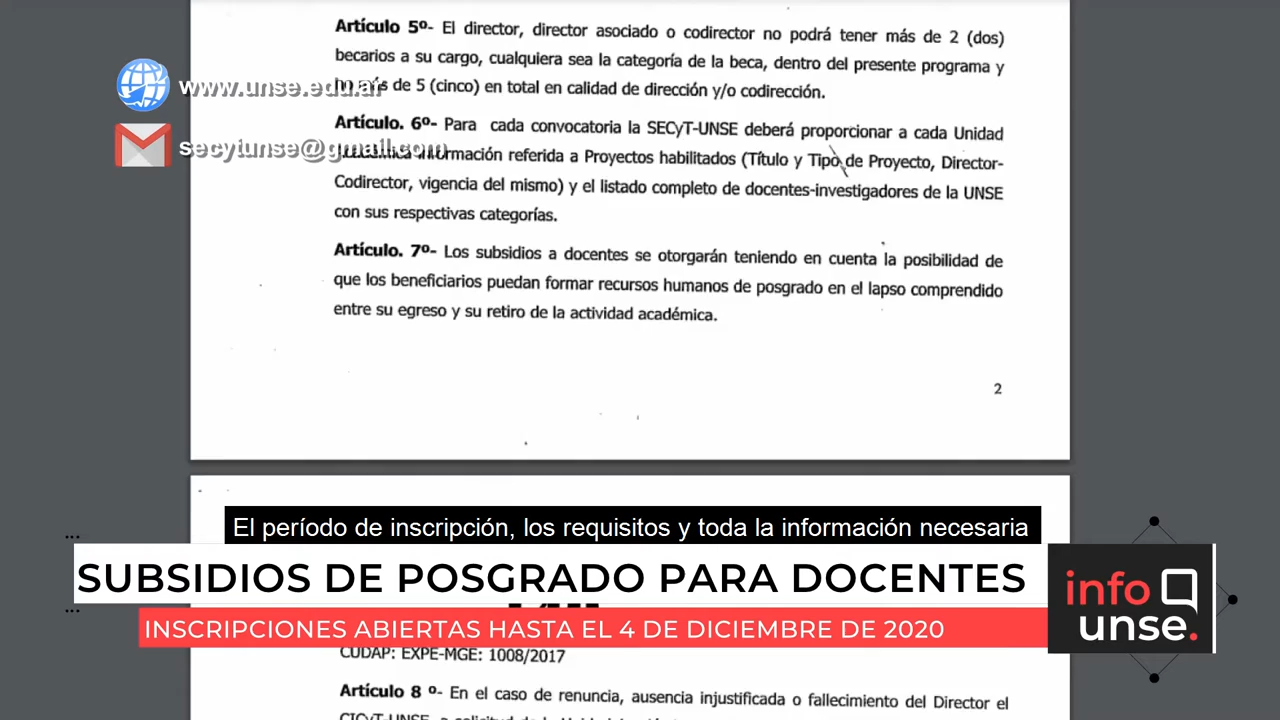 Artículo 5º- El director, director asociado o codirector no podrá tener más de 2 (dos)
becarios a su cargo, cualquiera sea la categoría de la beca, dentro del presente programa y
no más de 5 (cinco) en total en calidad de dirección y/o codirección.
www.unse.edu.ar
Artículo. 6º- Para cada convocatoria la SECyT-UNSE deberá proporcionar a cada Unidad
información referida a Proyectos habilitados (Título y Tipo de Proyecto, Director-
secytunse@gmail.com
Codirector, vigencia del mismo) y el listado completo de docentes-investigadores de la UNSE
con sus respectivas categorías.
Artículo. 7º- Los subsidios a docentes se otorgarán teniendo en cuenta la posibilidad de
que los beneficiarios puedan formar recursos humanos de posgrado en el lapso comprendido
entre su egreso y su retiro de la actividad académica.
2
El período de inscripción, los requisitos y toda la información necesaria
SUBSIDIOS DE POSGRADO PARA DOCENTES
INSCRIPCIONES ABIERTAS HASTA EL 4 DE DICIEMBRE DE 2020
info
unse.
CUDAP: EXPE-MGE: 1008/2017
Artículo 8 º- En el caso de renuncia, ausencia injustificada o fallecimiento del Director el